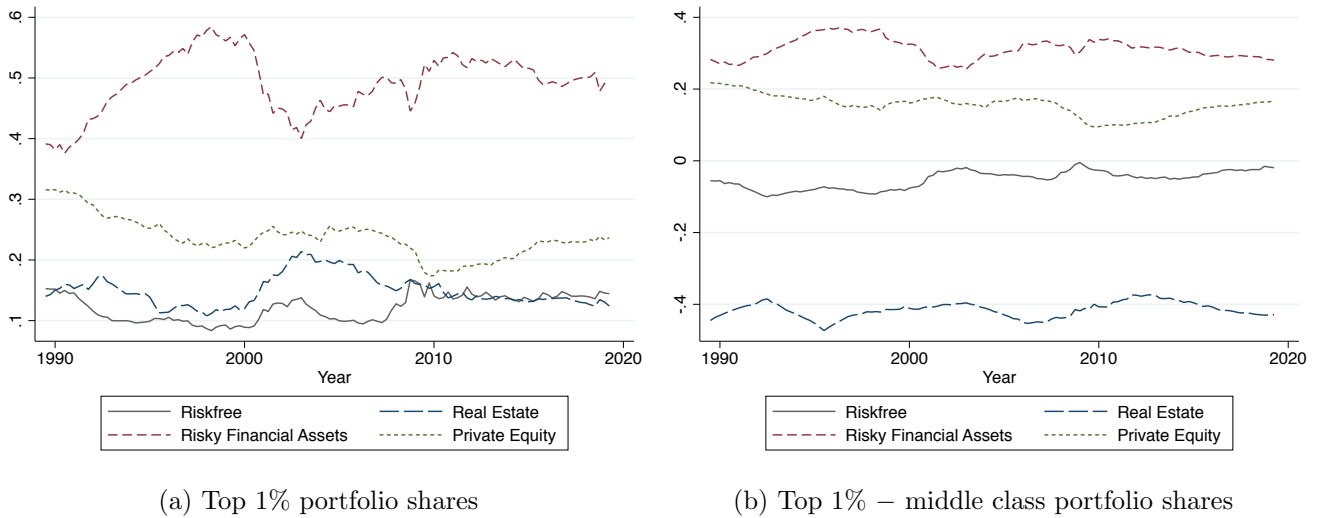 .6
.5
.4
.3
.2
.1
1990 2000 2010 2020
Year
Riskfree Real Estate
Risky Financial Assets Private Equity
(a) Top 1% portfolio shares
.4
.2
0
-.2
-.4
1990 2000 2010 2020
Year
Riskfree Real Estate
Risky Financial Assets Private Equity
(b) Top 1% − middle class portfolio shares